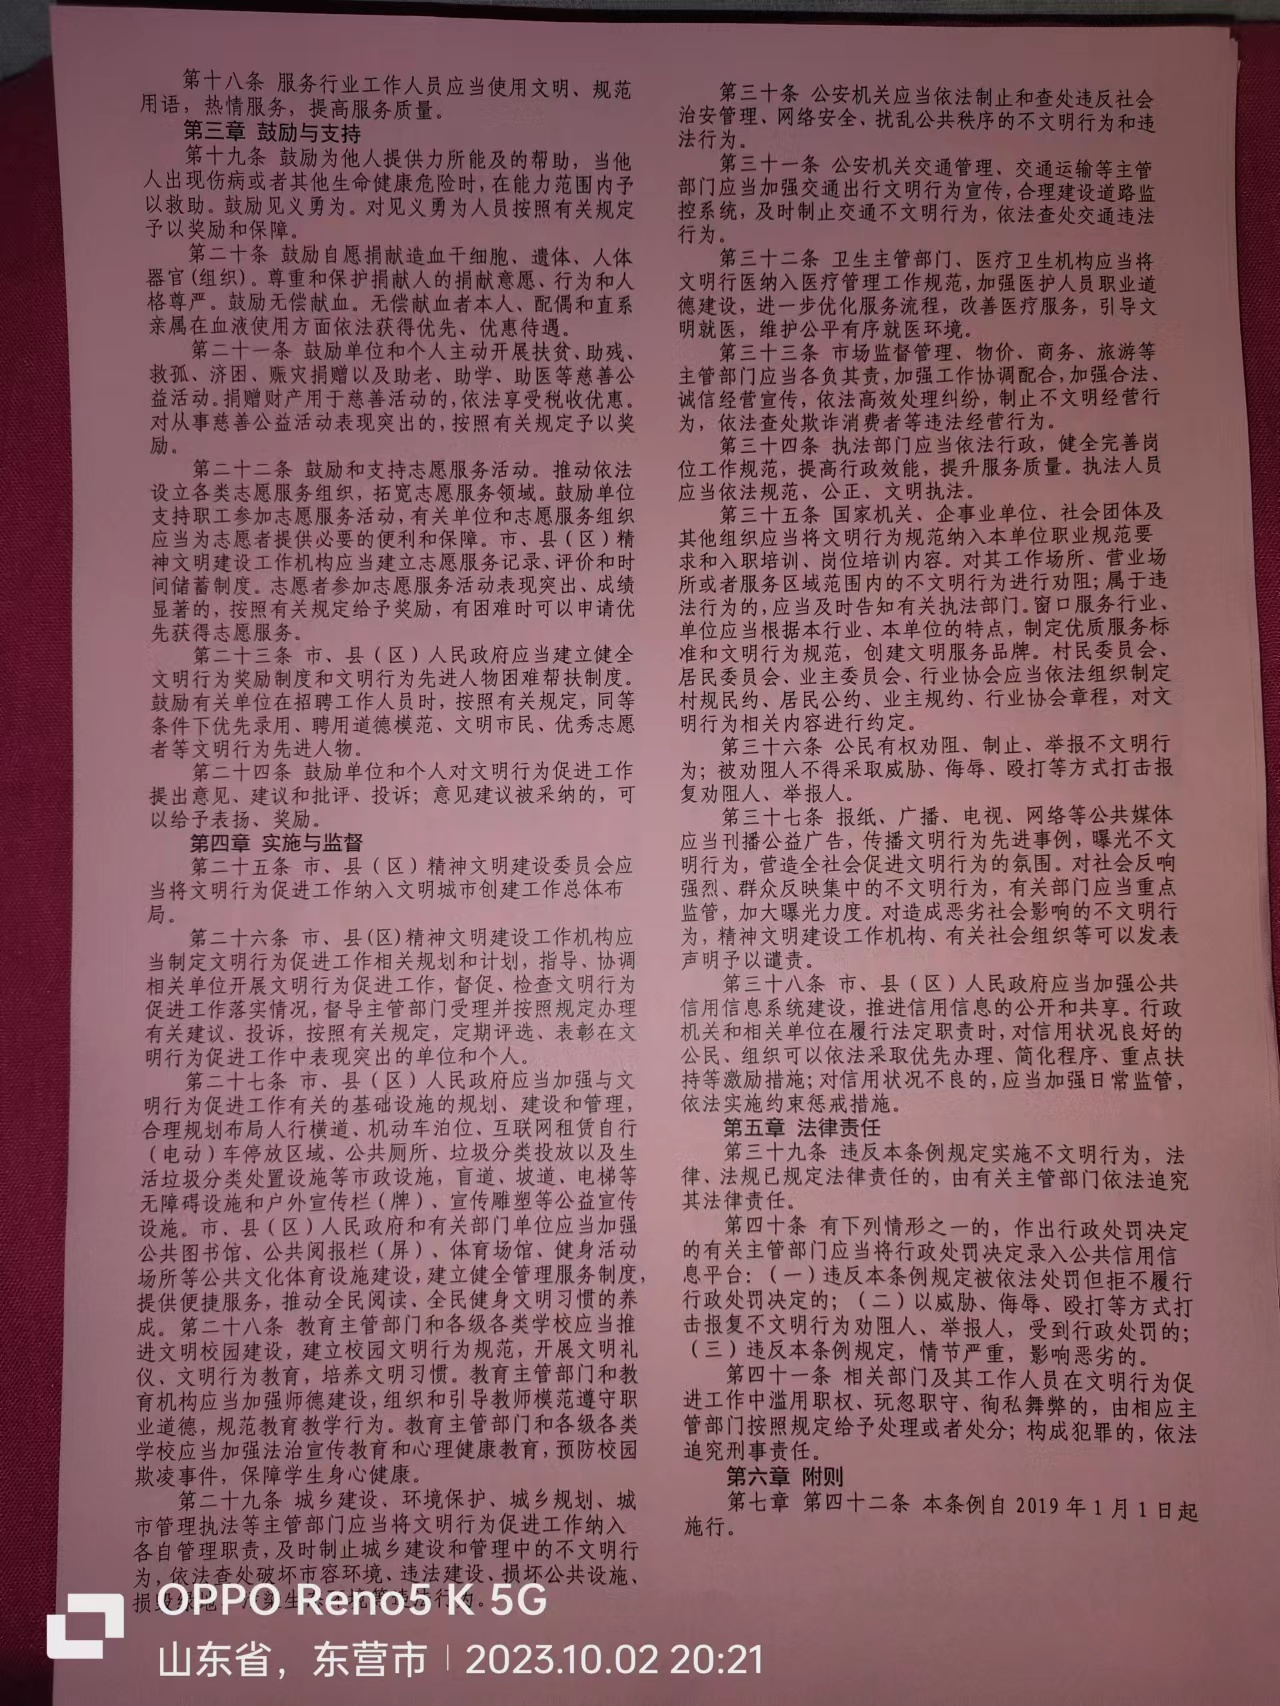 第十八条 服务行业工作人员应当使用文明、规范
用语，热情服务，提高服务质量。
第三章 鼓励与支持
第十九条 鼓励为他人提供力所能及的帮助，当他
人出现伤病或者其他生命健康危险时，在能力范围内予
以救助。鼓励见义勇为。对见义勇为人员按照有关规定
予以奖励和保障。
第二十条 鼓励自愿捐献造血干细胞、遗体、人体
器官(组织)。尊重和保护捐献人的捐献意愿、行为和人
格尊严。鼓励无偿献血。无偿献血者本人、配偶和直系
亲属在血液使用方面依法获得优先、优惠待遇。
第二十一条 鼓励单位和个人主动开展扶贫、助残、
救孤、济困、赈灾捐赠以及助老、助学、助医等慈善公
益活动。捐赠财产用于慈善活动的，依法享受税收优惠。
对从事慈善公益活动表现突出的，按照有关规定予以奖
励。
第二十二条 鼓励和支持志愿服务活动。推动依法
设立各类志愿服务组织，拓宽志愿服务领域。鼓励单位
支持职工参加志愿服务活动，有关单位和志愿服务组织
应当为志愿者提供必要的便利和保障。市、县（区）精
神文明建设工作机构应当建立志愿服务记录、评价和时
间储蓄制度。志愿者参加志愿服务活动表现突出、成绩
显著的，按照有关规定给予奖励，有困难时可以申请优
先获得志愿服务。
第二十三条 市、县（区）人民政府应当建立健全
文明行为奖励制度和文明行为先进人物困难帮扶制度。
鼓励有关单位在招聘工作人员时，按照有关规定，同等
条件下优先录用、聘用道德模范、文明市民、优秀志愿
者等文明行为先进人物。
第二十四条 鼓励单位和个人对文明行为促进工作
提出意见、建议和批评、投诉；意见建议被采纳的，可
以给予表扬、奖励。
第四章 实施与监督
第二十五条 市、县（区）精神文明建设委员会应
当将文明行为促进工作纳入文明城市创建工作总体布
局。
第二十六条 市、县(区)精神文明建设工作机构应
当制定文明行为促进工作相关规划和计划，指导、协调
相关单位开展文明行为促进工作，督促、检查文明行为
促进工作落实情况，督导主管部门受理并按照规定办理
有关建议、投诉，按照有关规定，定期评选、表彰在文
明行为促进工作中表现突出的单位和个人。
第二十七条 市、县（区）人民政府应当加强与文
明行为促进工作有关的基础设施的规划、建设和管理，
合理规划布局人行横道、机动车泊位、互联网租赁自行
（电动）车停放区域、公共厕所、垃圾分类投放以及生
活垃圾分类处置设施等市政设施，盲道、坡道、电梯等
无障碍设施和户外宣传栏（牌）、宣传雕塑等公益宣传
设施。市、县（区）人民政府和有关部门单位应当加强
公共图书馆、公共阅报栏（屏）、体育场馆、健身活动
场所等公共文化体育设施建设，建立健全管理服务制度，
提供便捷服务，推动全民阅读、全民健身文明习惯的养
成。第二十八条 教育主管部门和各级各类学校应当推
进文明校园建设，建立校园文明行为规范，开展文明礼
仪、文明行为教育，培养文明习惯。教育主管部门和教
育机构应当加强师德建设，组织和引导教师模范遵守职
业道德，规范教育教学行为。教育主管部门和各级各类
学校应当加强法治宣传教育和心理健康教育，预防校园
欺凌事件，保障学生身心健康。
第二十九条 城乡建设、环境保护、城乡规划、城
市管理执法等主管部门应当将文明行为促进工作纳入
各自管理职责，及时制止城乡建设和管理中的不文明行
为，依法查处破坏市容环境、违法建设、损坏公共设施、
损毁绿地、污染生态环境等违法行为。
第三十条 公安机关应当依法制止和查处违反社会
治安管理、网络安全、扰乱公共秩序的不文明行为和违
法行为。
第三十一条 公安机关交通管理、交通运输等主管
部门应当加强交通出行文明行为宣传，合理建设道路监
控系统，及时制止交通不文明行为，依法查处交通违法
行为。
第三十二条 卫生主管部门、医疗卫生机构应当将
文明行医纳入医疗管理工作规范，加强医护人员职业道
德建设，进一步优化服务流程，改善医疗服务，引导文
明就医，维护公平有序就医环境。
第三十三条 市场监督管理、物价、商务、旅游等
主管部门应当各负其责，加强工作协调配合，加强合法、
诚信经营宣传，依法高效处理纠纷，制止不文明经营行
为，依法查处欺诈消费者等违法经营行为。
第三十四条 执法部门应当依法行政，健全完善岗
位工作规范，提高行政效能，提升服务质量。执法人员
应当依法规范、公正、文明执法。
第三十五条 国家机关、企事业单位、社会团体及
其他组织应当将文明行为规范纳入本单位职业规范要
求和入职培训、岗位培训内容。对其工作场所、营业场
所或者服务区域范围内的不文明行为进行劝阻；属于违
法行为的，应当及时告知有关执法部门。窗口服务行业、
单位应当根据本行业、本单位的特点，制定优质服务标
准和文明行为规范，创建文明服务品牌。村民委员会、
居民委员会、业主委员会、行业协会应当依法组织制定
村规民约、居民公约、业主规约、行业协会章程，对文
明行为相关内容进行约定。
第三十六条 公民有权劝阻、制止、举报不文明行
为；被劝阻人不得采取威胁、侮辱、殴打等方式打击报
复劝阻人、举报人。
第三十七条 报纸、广播、电视、网络等公共媒体
应当刊播公益广告，传播文明行为先进事例，曝光不文
明行为，营造全社会促进文明行为的氛围。对社会反响
强烈、群众反映集中的不文明行为，有关部门应当重点
监管，加大曝光力度。对造成恶劣社会影响的不文明行
为，精神文明建设工作机构、有关社会组织等可以发表
声明予以谴责。
第三十八条 市、县（区）人民政府应当加强公共
信用信息系统建设，推进信用信息的公开和共享。行政
机关和相关单位在履行法定职责时，对信用状况良好的
公民、组织可以依法采取优先办理、简化程序、重点扶
持等激励措施；对信用状况不良的，应当加强日常监管，
依法实施约束惩戒措施。
第五章 法律责任
第三十九条 违反本条例规定实施不文明行为，法
律、法规已规定法律责任的，由有关主管部门依法追究
其法律责任。
第四十条 有下列情形之一的，作出行政处罚决定
的有关主管部门应当将行政处罚决定录入公共信用信
息平台：（一）违反本条例规定被依法处罚但拒不履行
行政处罚决定的；（二）以威胁、侮辱、殴打等方式打
击报复不文明行为劝阻人、举报人，受到行政处罚的；
（三）违反本条例规定，情节严重，影响恶劣的。
第四十一条 相关部门及其工作人员在文明行为促
进工作中滥用职权、玩忽职守、徇私舞弊的，由相应主
管部门按照规定给予处理或者处分；构成犯罪的，依法
追究刑事责任。
第六章 附则
第七章 第四十二条 本条例自 2019 年 1 月 1 日起
施行。
OPPO Reno5 K 5G
山东省，东营市 | 2023.10.02 20:21